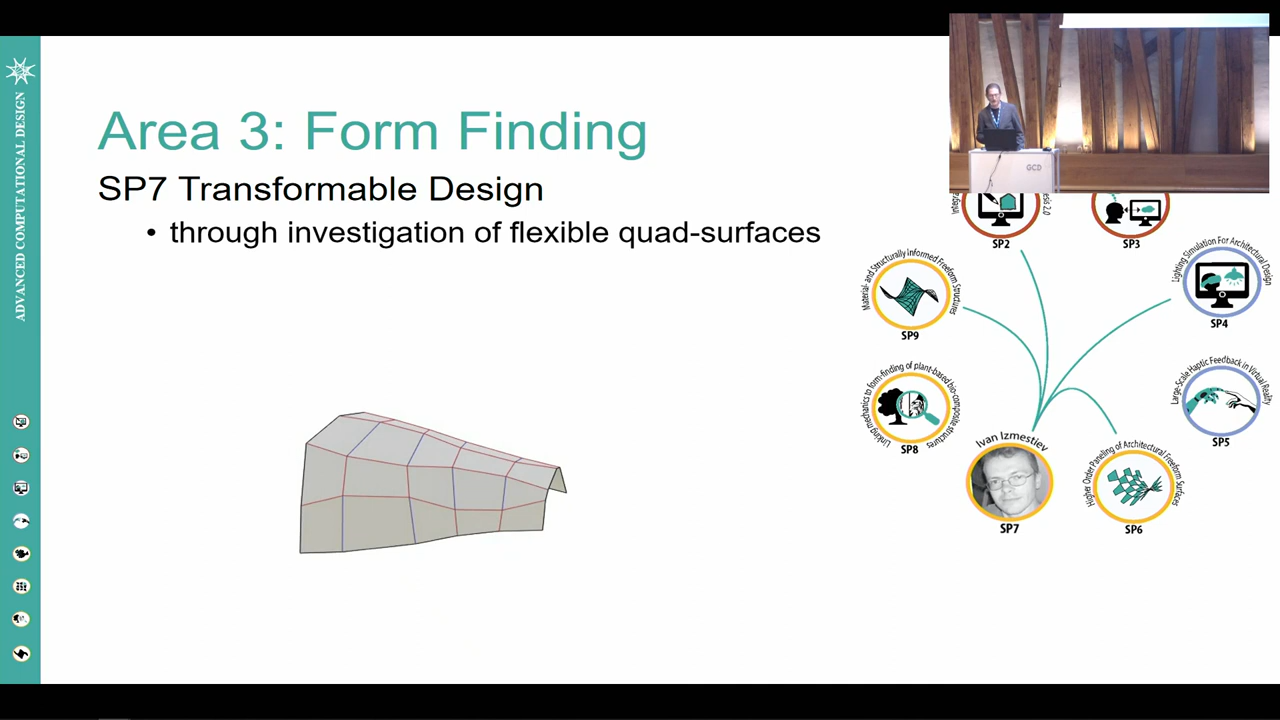 ADVANCED COMPUTATIONAL DESIGN
Area 3: Form Finding
SP7 Transformable Design
• through investigation of flexible quad-surfaces
GCD
SP2
SP3
Material- and Structurally Informed Freeform Structures
SP9
Lighting Simulation For Architectural Design
SP4
Linking mechanics to form-finding of plant-based bio-composite structures
SP8
Large-Scale Haptic Feedback in Virtual Reality
SP5
Ivan Izmestiev
SP7
Higher Order Paneling of Architectural Freeform Surfaces
SP6